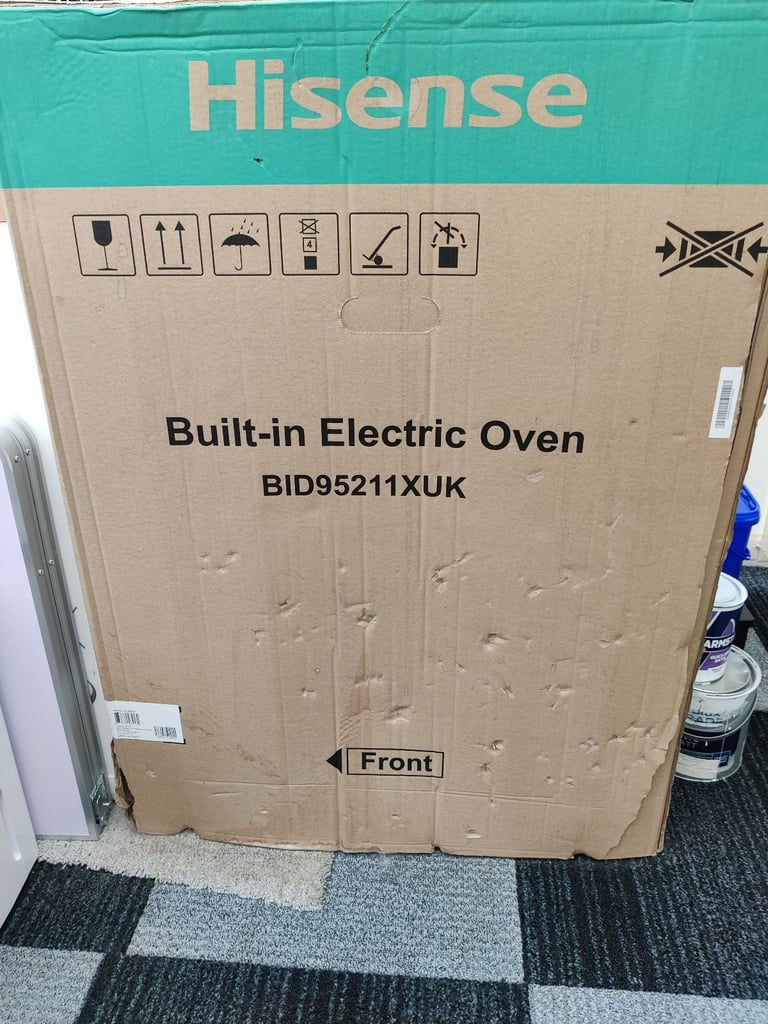 Hisense
4
Built-in Electric Oven
BID95211XUK
Front